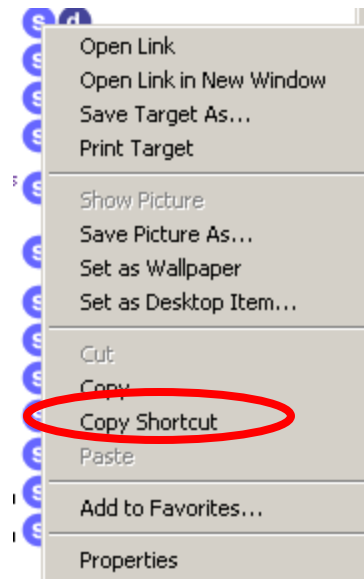 s d
Open Link
s
Open Link in New Window
s
Save Target As...
s
Print Target
s
Show Picture
Save Picture As...
s
Set as Wallpaper
s
Set as Desktop Item...
s
Cut
s
Copy
Copy Shortcut
s
Paste
s
Add to Favorites...
s
Properties